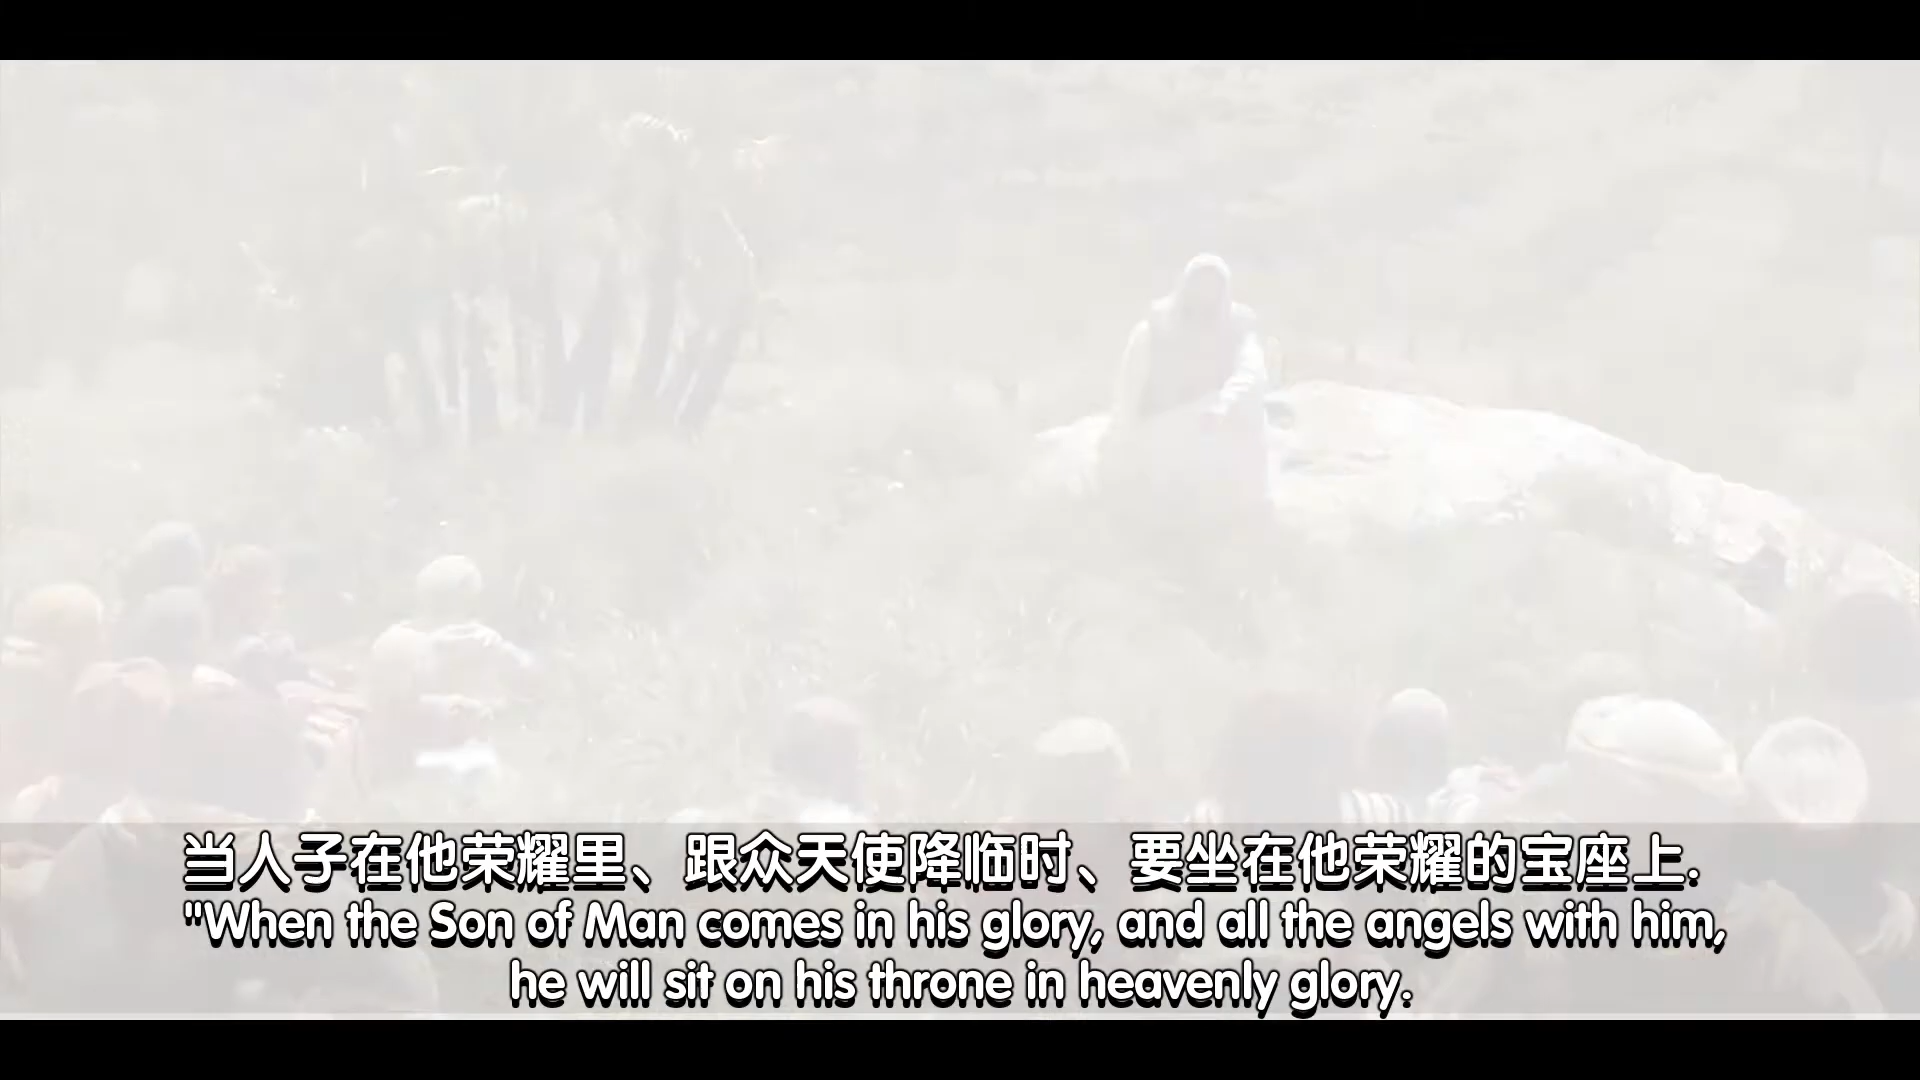 当人子在他荣耀里、跟众天使降临时、要坐在他荣耀的宝座上.
"When the Son of Man comes in his glory, and all the angels with him,
he will sit on his throne in heavenly glory.